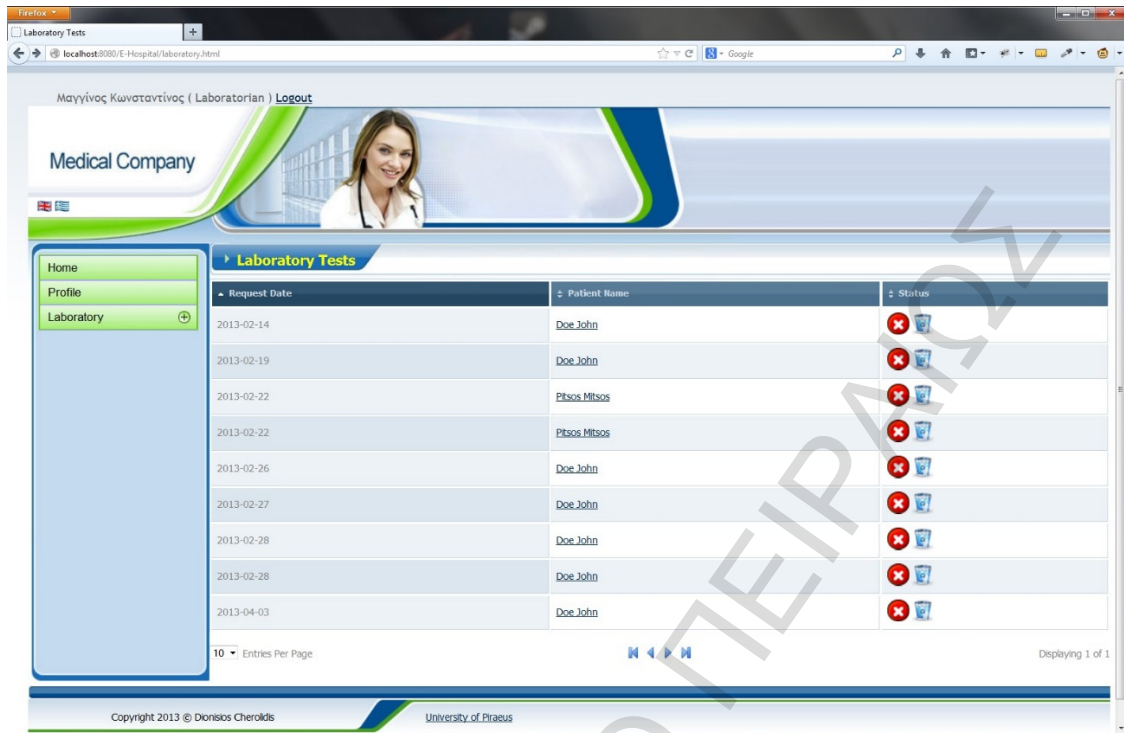 Firefox
Laboratory Tests
localhost:8080/E-Hospital/laboratory.html
Google
Μαγγίνος Κωνσταντίνος ( Laboratorian ) Logout
Medical Company
Home
Profile
Laboratory
Laboratory Tests
Request Date Patient Name Status
2013-02-14 Doe John
2013-02-19 Doe John
2013-02-22 Pitsos Mitsos
2013-02-22 Pitsos Mitsos
2013-02-26 Doe John
2013-02-27 Doe John
2013-02-28 Doe John
2013-02-28 Doe John
2013-04-03 Doe John
10 Entries Per Page Displaying 1 of 1
Copyright 2013 © Dionisios Cherolidis University of Piraeus
ΠΕΙΡΑΙΩΣ